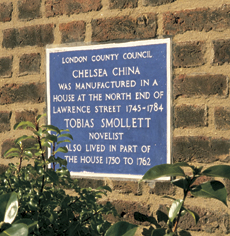 LONDON COUNTY COUNCIL
CHELSEA CHINA
WAS MANUFACTURED IN A
HOUSE AT THE NORTH END OF
LAWRENCE STREET 1745-1784
TOBIAS SMOLLETT
NOVELIST
ALSO LIVED IN PART OF
THE HOUSE 1750 TO 1762